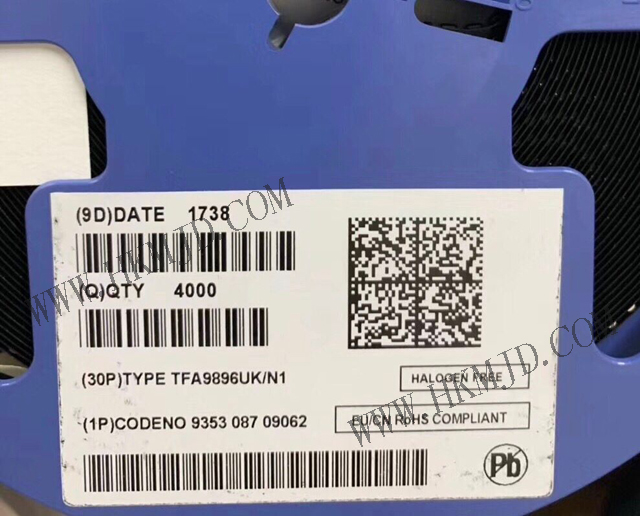 (9D)DATE 1738
(Q)QTY 4000
(30P)TYPE TFA9896UK/N1
HALOGEN FREE
(1P)CODENO 9353 087 09062
EU/CN RoHS COMPLIANT
Pb
WWW.HKMJD.COM
WWW.HKMJD.COM